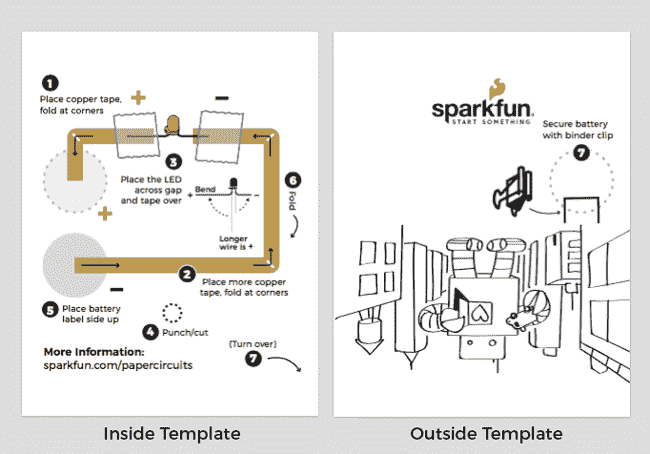 1
Place copper tape,
fold at corners
+
−
3
Place the LED
across gap
and tape over
+ Bend −
Longer
wire is +
6
Fold
+
−
2
Place more copper
tape, fold at corners
5 Place battery
label side up
4 Punch/cut
More Information:
sparkfun.com/papercircuits
(Turn over)
7
Inside Template
sparkfun®
START SOMETHING
Secure battery
with binder clip
7
Outside Template